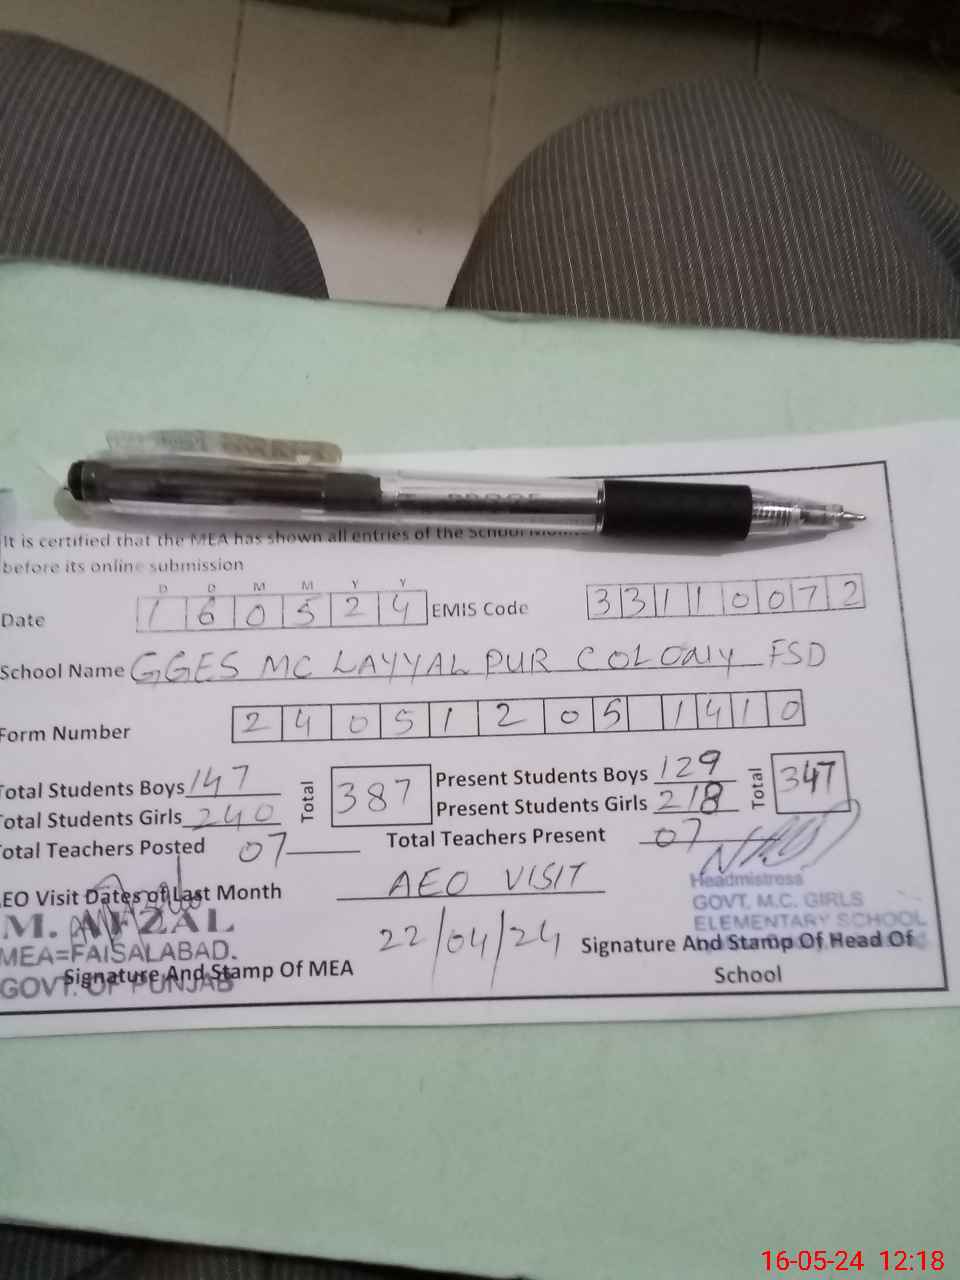 PROOF
It is certified that the MEA has shown all entries of the School
before its online submission
D D M M Y Y
Date 1 6 0 5 2 4 EMIS Code 3 3 1 1 0 0 7 2
School Name GGES MC LAYYAL PUR COLONY FSD
Form Number 2 4 0 5 1 2 0 5 1 4 1 0
Total Students Boys 147 Total 387 Present Students Boys 129 Total 347
Total Students Girls 240 Present Students Girls 218
Total Teachers Posted 07 Total Teachers Present 07
AEO Visit Dates of Last Month AEO VISIT
22/04/24
M. AFZAL
MEA=FAISALABAD.
GOVT. OF PUNJAB
Signature And Stamp Of MEA
Headmistress
GOVT. M.C. GIRLS
ELEMENTARY SCHOOL
Signature And Stamp Of Head Of
School
16-05-24 12:18